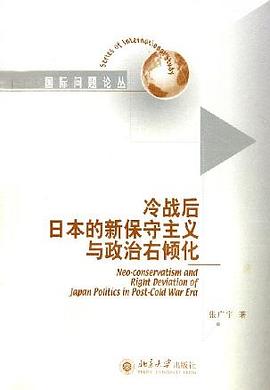 Series of International Study
国际问题论丛
冷战后
日本的新保守主义
与政治右倾化
Neo-conservatism and
Right Deviation of
Japan Politics in Post-Cold War Era
张广宇 著
北京大学出版社